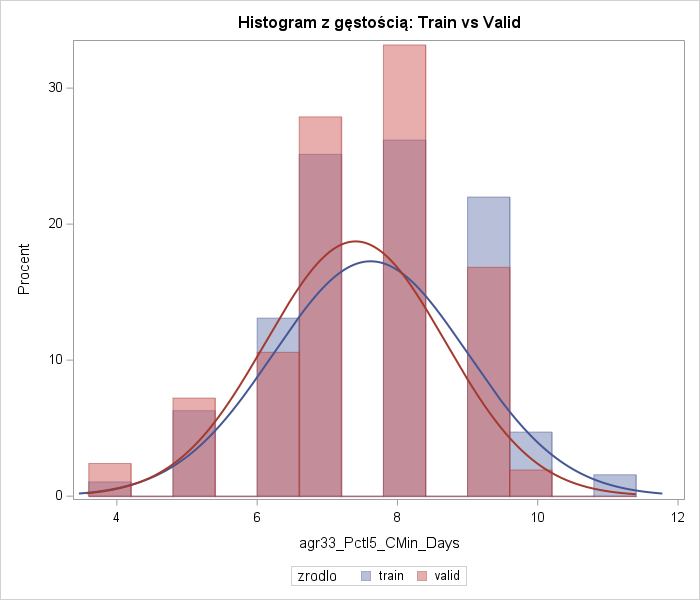 Histogram z gęstością: Train vs Valid
Procent
30
20
10
0
4
6
8
10
12
agr33_Pctl5_CMin_Days
zrodlo train valid